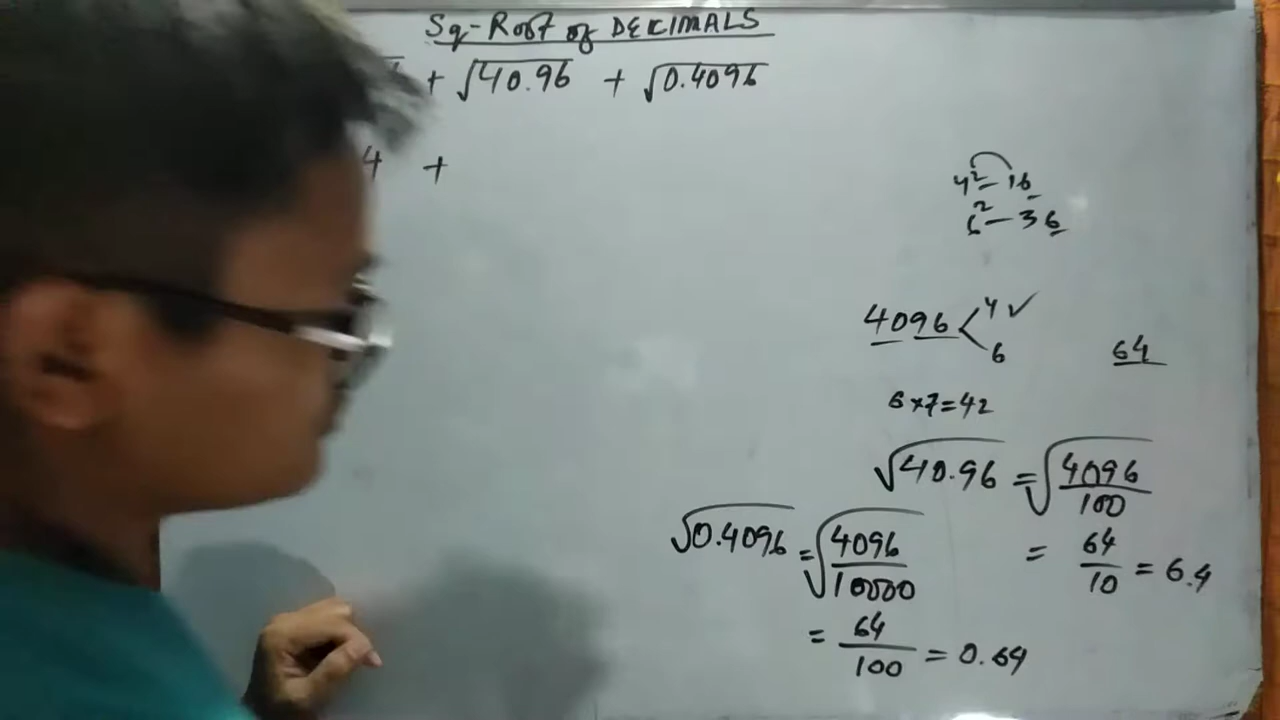 Sq-Root of DECIMALS
+ √40.96 + √0.4096
4 +
4² – 16
6² – 36
4096 < 4 ✓
6
64
6×7=42
√40.96 = √4096/100
= 64/10 = 6.4
√0.4096 = √4096/10000
= 64/100 = 0.64